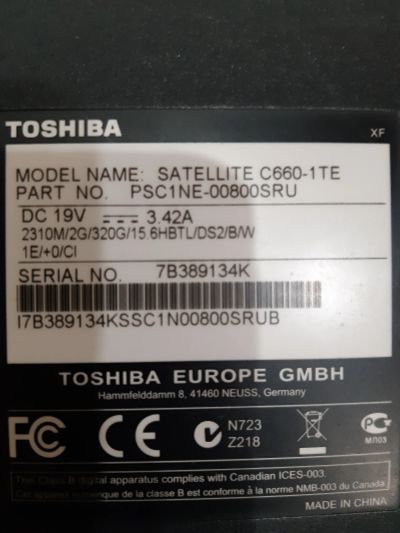 TOSHIBA
XF
MODEL NAME: SATELLITE C660-1TE
PART NO. PSC1NE-00800SRU
DC 19V 3.42A
2310M/2G/320G/15.6HBTL/DS2/B/W
1E/+0/CI
SERIAL NO. 7B389134K
I7B389134KSSC1N00800SRUB
TOSHIBA EUROPE GMBH
Hammfelddamm 8, 41460 NEUSS, Germany
FC CE N723
Z218
МЛ03
This Class B digital apparatus complies with Canadian ICES-003.
Cet appareil numérique de la classe B est conforme à la norme NMB-003 du Canada
MADE IN CHINA